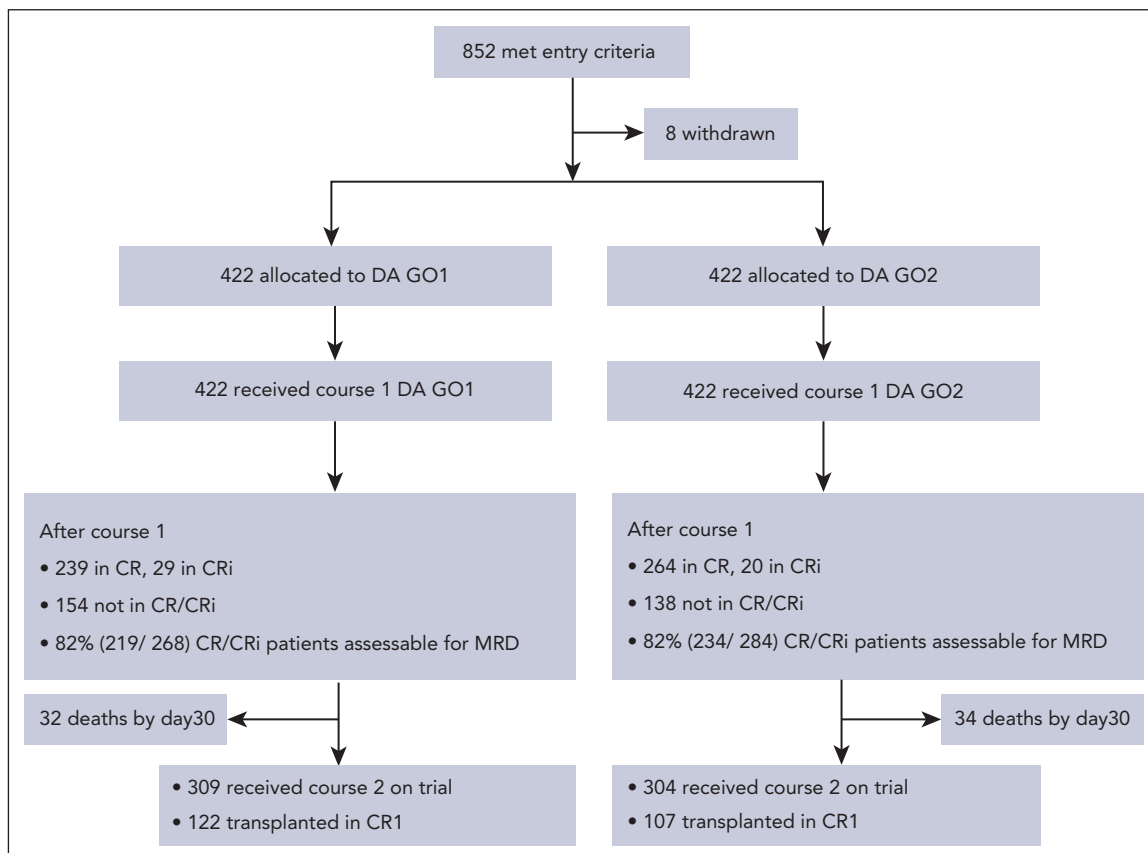 852 met entry criteria
8 withdrawn
422 allocated to DA GO1
422 allocated to DA GO2
422 received course 1 DA GO1
422 received course 1 DA GO2
After course 1
• 239 in CR, 29 in CRi
• 154 not in CR/CRi
• 82% (219/ 268) CR/CRi patients assessable for MRD
After course 1
• 264 in CR, 20 in CRi
• 138 not in CR/CRi
• 82% (234/ 284) CR/CRi patients assessable for MRD
32 deaths by day30
34 deaths by day30
• 309 received course 2 on trial
• 122 transplanted in CR1
• 304 received course 2 on trial
• 107 transplanted in CR1